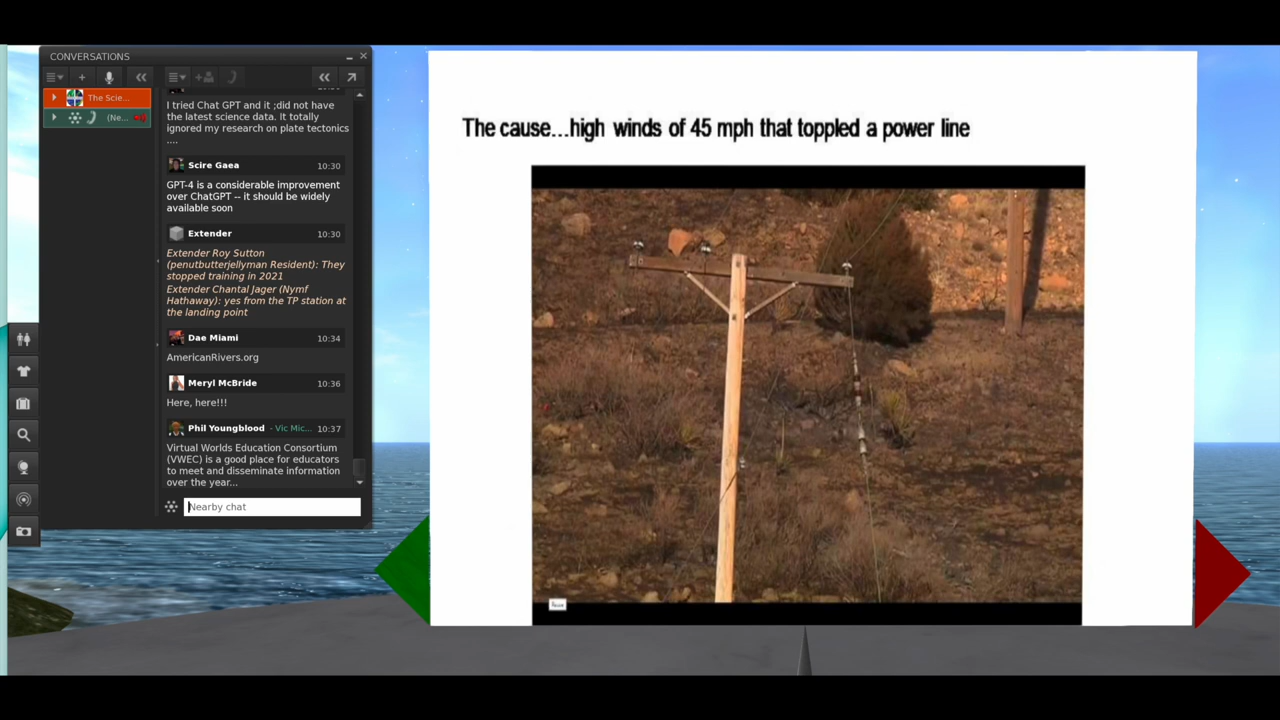 CONVERSATIONS
The Scie...
(Ne...
I tried Chat GPT and it ;did not have
the latest science data. It totally
ignored my research on plate tectonics
....
Scire Gaea 10:30
GPT-4 is a considerable improvement
over ChatGPT -- it should be widely
available soon
Extender 10:30
Extender Roy Sutton
(penutbutterjellyman Resident): They
stopped training in 2021
Extender Chantal Jager (Nymf
Hathaway): yes from the TP station at
the landing point
Dae Miami 10:34
AmericanRivers.org
Meryl McBride 10:36
Here, here!!!
Phil Youngblood - Vic Mic... 10:37
Virtual Worlds Education Consortium
(VWEC) is a good place for educators
to meet and disseminate information
over the year...
Nearby chat
The cause...high winds of 45 mph that toppled a power line